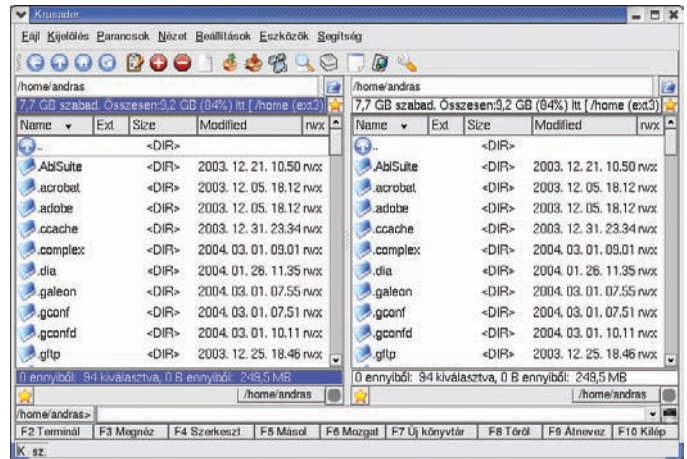 Krusader
Fájl Kijelölés Parancsok Nézet Beállítások Eszközök Segítség
/home/andras
7,7 GB szabad. Összesen:9,2 GB (84%) Itt [ /home (ext3)
Name Ext Size Modified rwx
.. <DIR>
.AbiSuite <DIR> 2003. 12. 21. 10.50 rwx
.acrobat <DIR> 2003. 12. 05. 18.12 rwx
.adobe <DIR> 2003. 12. 05. 18.12 rwx
.ccache <DIR> 2003. 12. 31. 23.34 rwx
.complex <DIR> 2004. 03. 01. 09.01 rwx
.dia <DIR> 2004. 01. 26. 11.35 rwx
.galeon <DIR> 2004. 03. 01. 07.55 rwx
.gconf <DIR> 2004. 03. 01. 07.51 rwx
.gconfd <DIR> 2004. 03. 01. 10.11 rwx
.gftp <DIR> 2003. 12. 25. 18.46 rwx
0 ennyiből: 94 kiválasztva, 0 B ennyiből: 249,5 MB
/home/andras
/home/andras
7,7 GB szabad. Összesen:9,2 GB (84%) Itt [ /home (ext3)
Name Ext Size Modified rwx
.. <DIR>
.AbiSuite <DIR> 2003. 12. 21. 10.50 rwx
.acrobat <DIR> 2003. 12. 05. 18.12 rwx
.adobe <DIR> 2003. 12. 05. 18.12 rwx
.ccache <DIR> 2003. 12. 31. 23.34 rwx
.complex <DIR> 2004. 03. 01. 09.01 rwx
.dia <DIR> 2004. 01. 26. 11.35 rwx
.galeon <DIR> 2004. 03. 01. 07.55 rwx
.gconf <DIR> 2004. 03. 01. 07.51 rwx
.gconfd <DIR> 2004. 03. 01. 10.11 rwx
.gftp <DIR> 2003. 12. 25. 18.46 rwx
0 ennyiből: 94 kiválasztva, 0 B ennyiből: 249,5 MB
/home/andras
/home/andras>
F2 Terminál F3 Megnéz F4 Szerkeszt F5 Másol F6 Mozgat F7 Új könyvtár F8 Töröl F9 Átnevez F10 Kilép
K sz.